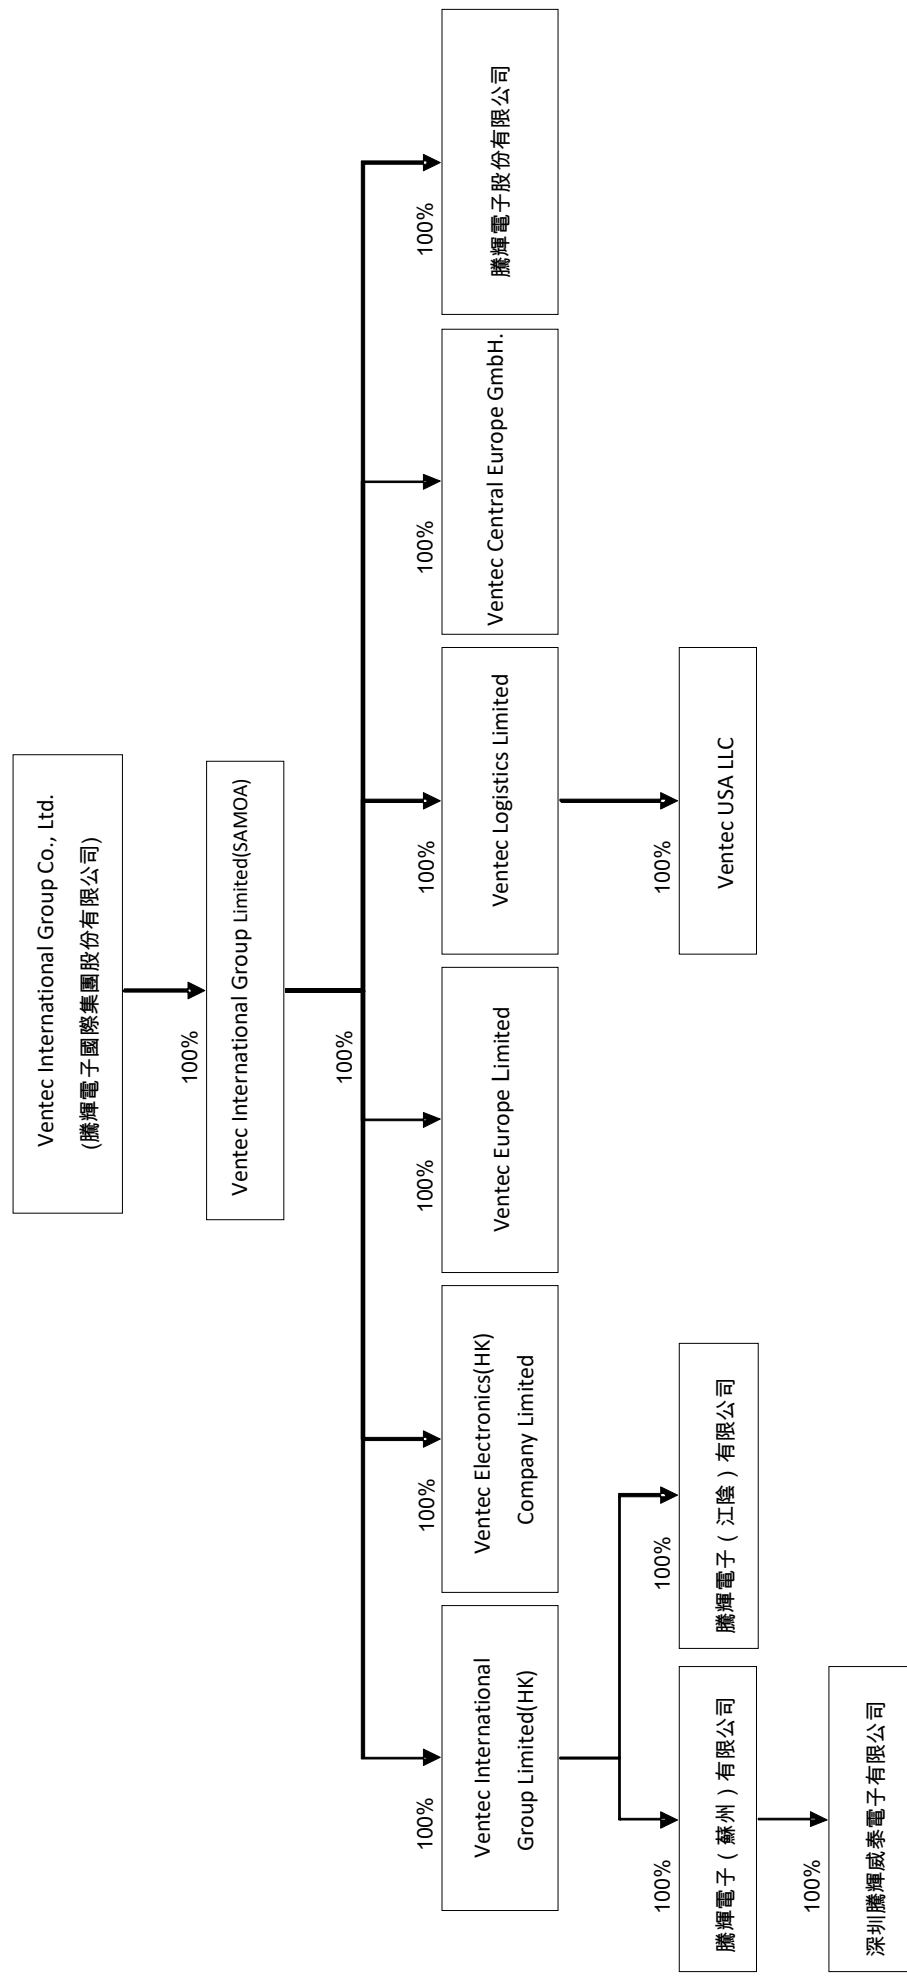 Ventec International Group Co., Ltd.
(騰輝電子國際集團股份有限公司)
100%
Ventec International Group Limited(SAMOA)
100%
100%
Ventec International
Group Limited(HK)
100%
Ventec Electronics(HK)
Company Limited
100%
Ventec Europe Limited
100%
Ventec Logistics Limited
100%
Ventec Central Europe GmbH.
100%
騰輝電子股份有限公司
100%
騰輝電子（蘇州）有限公司
100%
騰輝電子（江陰）有限公司
100%
Ventec USA LLC
100%
深圳騰輝威泰電子有限公司